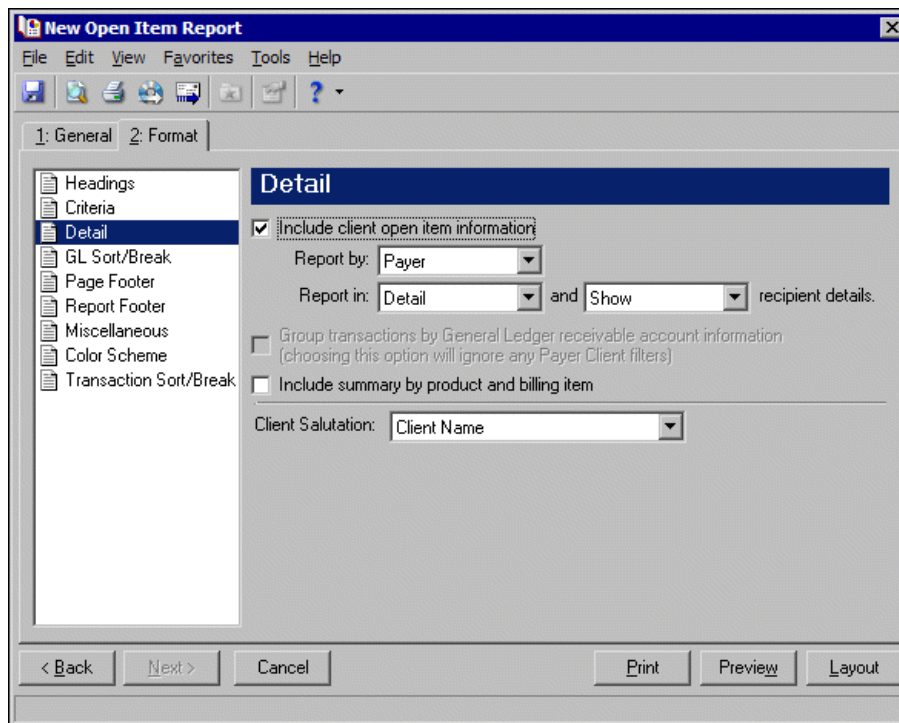 New Open Item Report
File Edit View Favorites Tools Help
1: General 2: Format
Headings
Criteria
Detail
GL Sort/Break
Page Footer
Report Footer
Miscellaneous
Color Scheme
Transaction Sort/Break
Detail
Include client open item information
Report by: Payer
Report in: Detail and Show recipient details.
Group transactions by General Ledger receivable account information
(choosing this option will ignore any Payer Client filters)
Include summary by product and billing item
Client Salutation: Client Name
< Back Next > Cancel Print Preview Layout